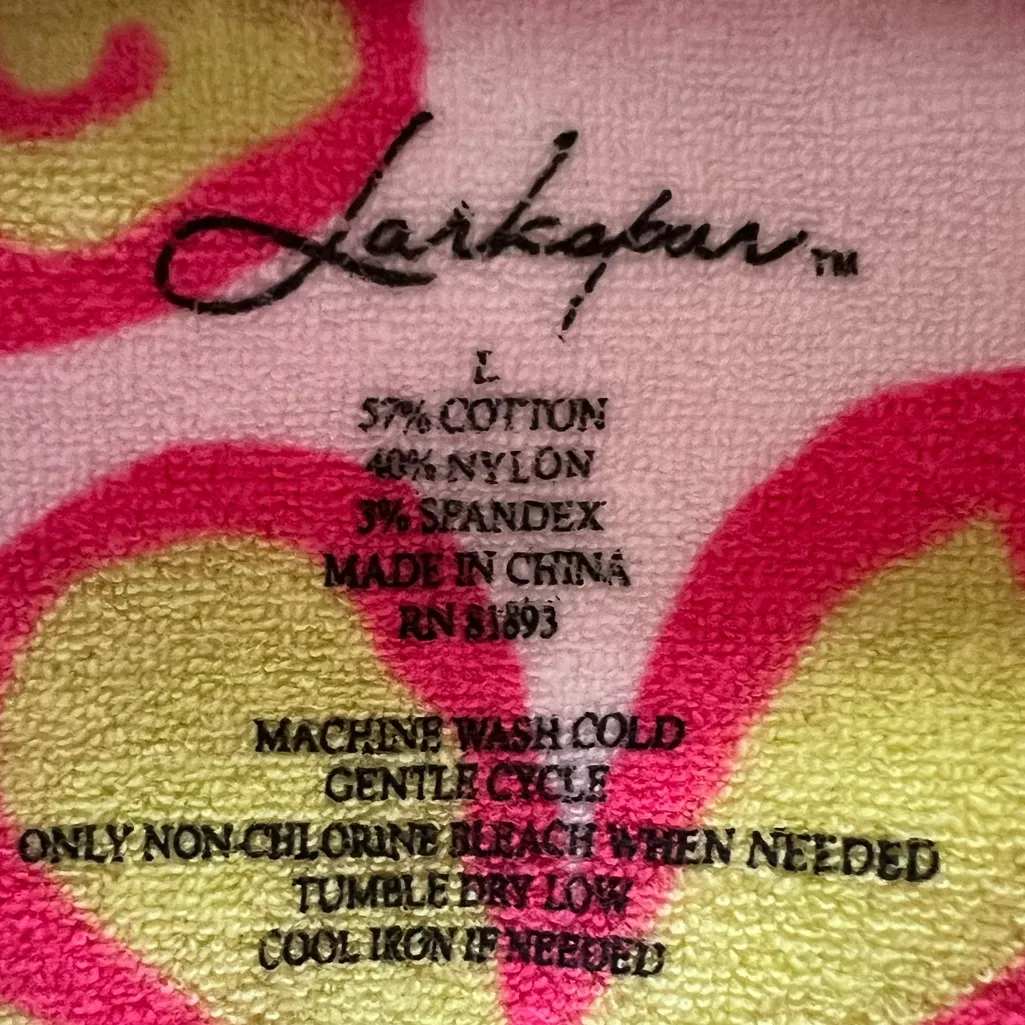 Larkspur™
L
57% COTTON
40% NYLON
3% SPANDEX
MADE IN CHINA
RN 81893
MACHINE WASH COLD
GENTLE CYCLE
ONLY NON-CHLORINE BLEACH WHEN NEEDED
TUMBLE DRY LOW
COOL IRON IF NEEDED